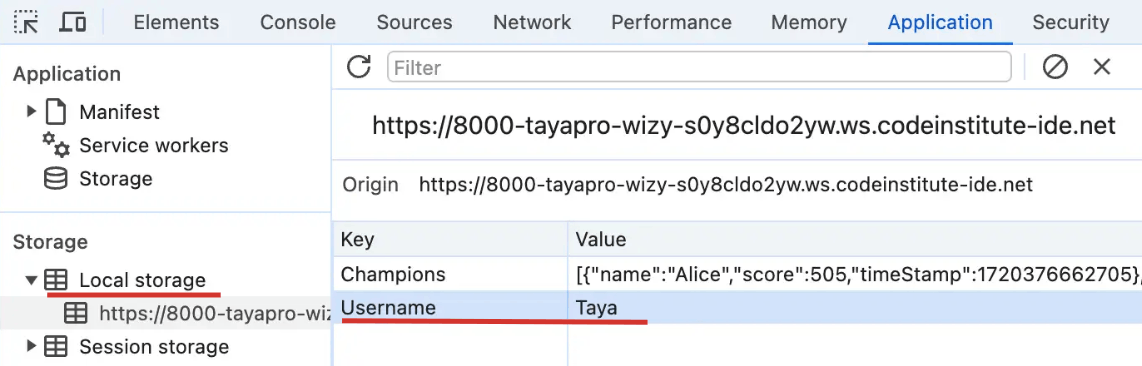 Elements Console Sources Network Performance Memory Application Security
Application
Manifest
Service workers
Storage
Storage
Local storage
https://8000-tayapro-wiz
Session storage
Filter
https://8000-tayapro-wizy-s0y8cldo2yw.ws.codeinstitute-ide.net
Origin https://8000-tayapro-wizy-s0y8cldo2yw.ws.codeinstitute-ide.net
Key Value
Champions [{"name":"Alice","score":505,"timeStamp":1720376662705},
Username Taya